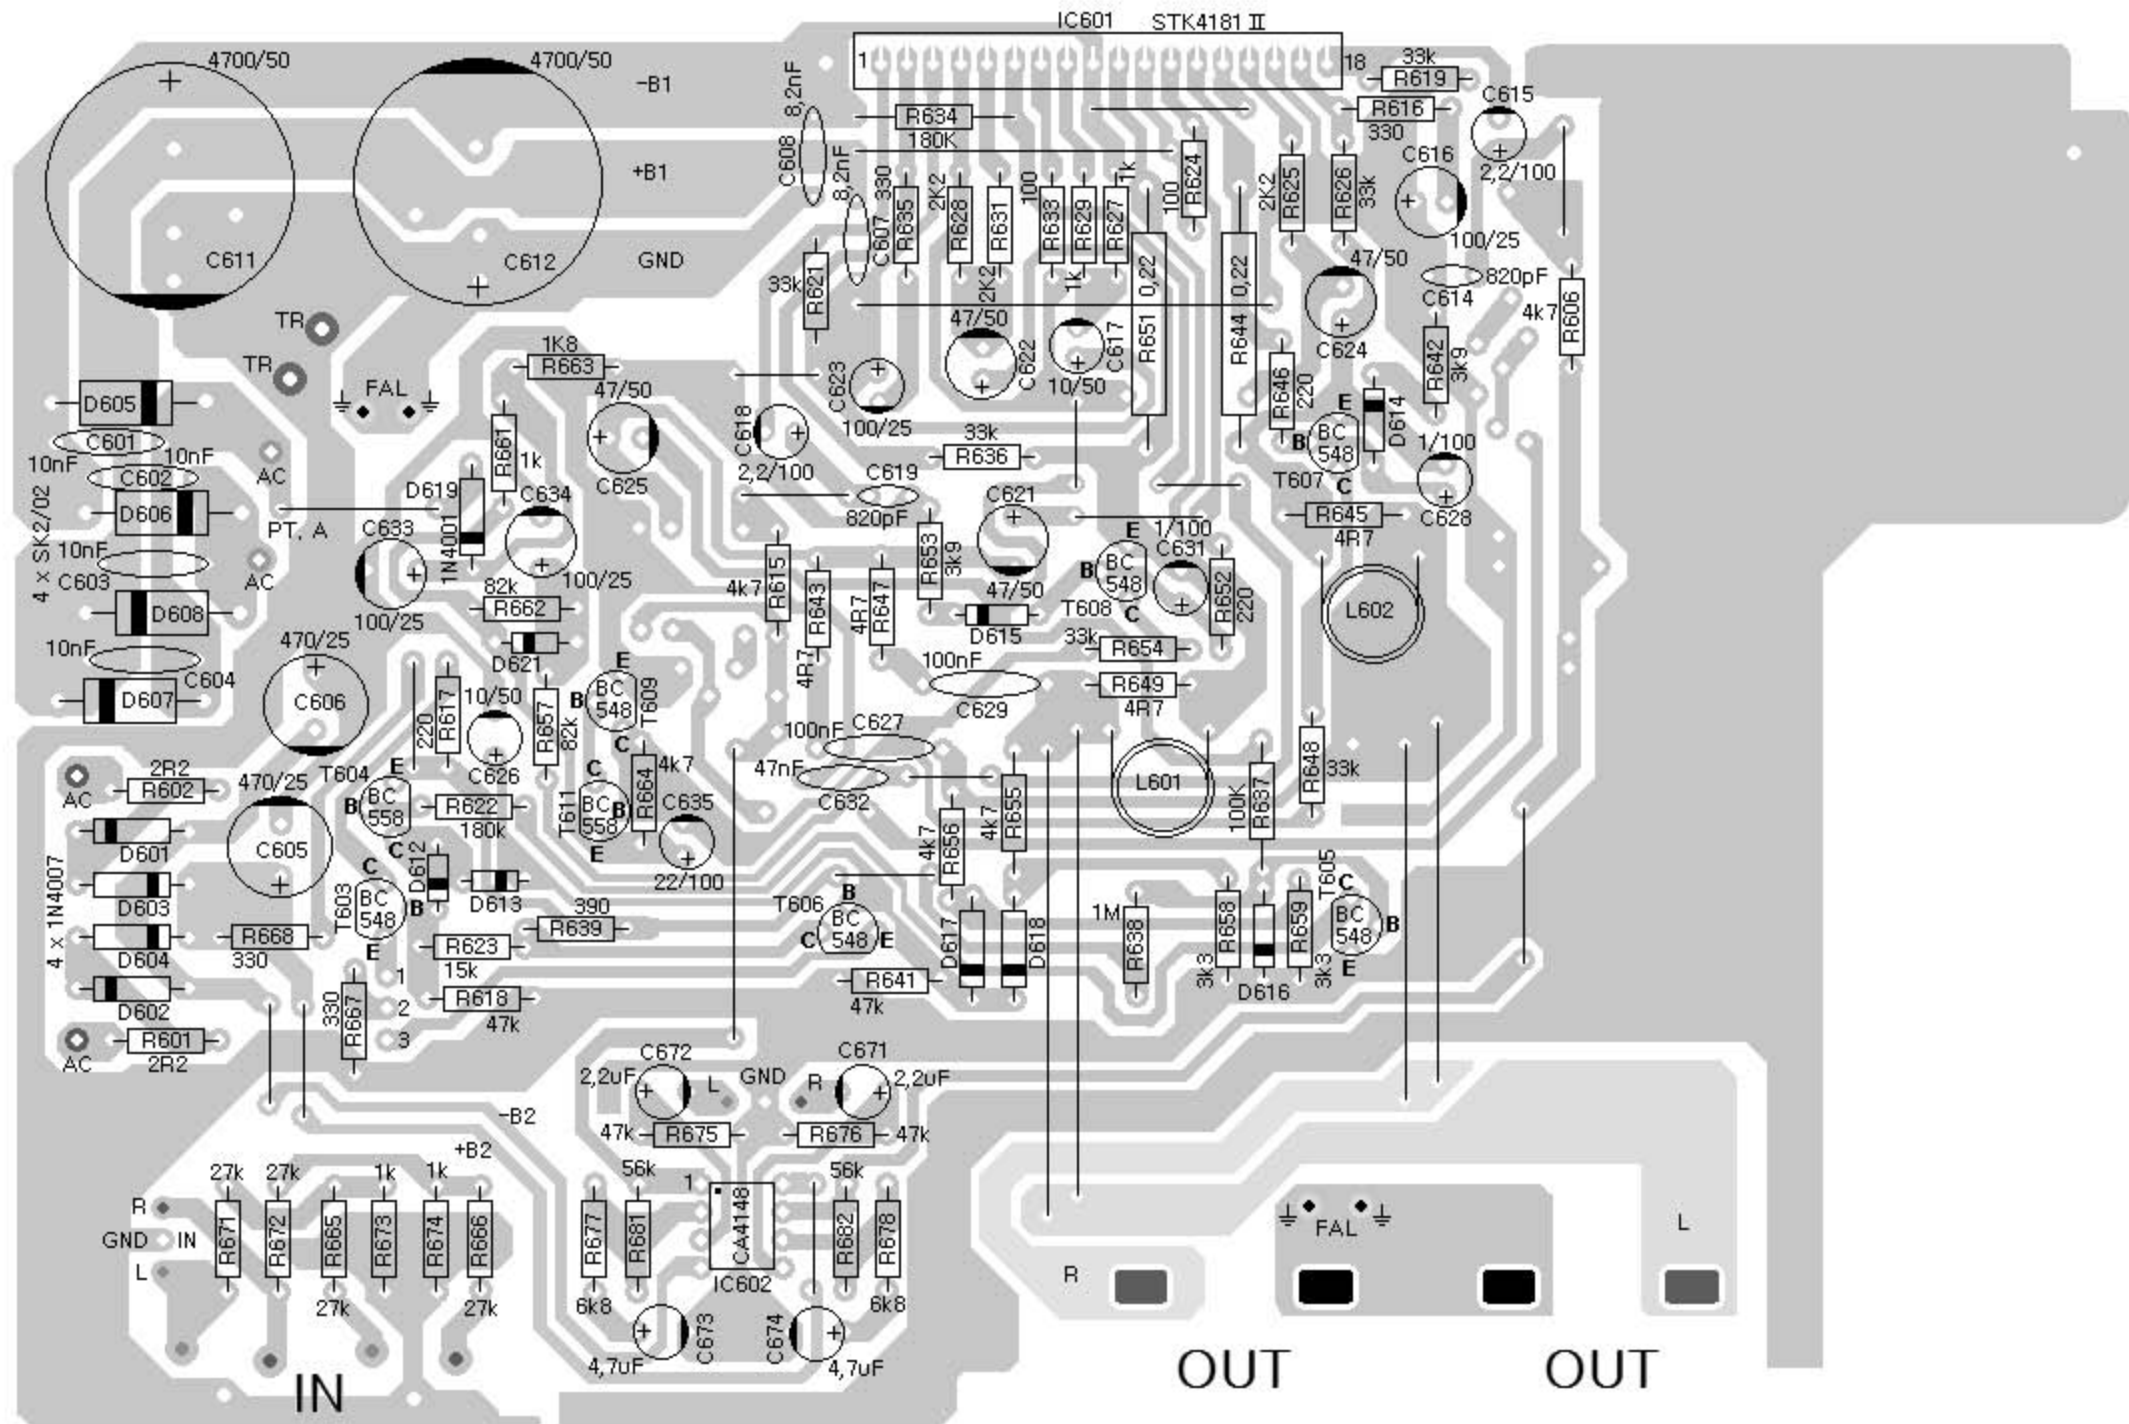 IC601 STK4181 II
1 18
4700/50 4700/50
-B1
+B1
GND
C611 C612
8,2nF
C608
8,2nF
C607
R634
180K
33k
R619
R616
330
C615
2,2/100
C616
100/25
820pF
C614
330
R635
2K2
R628
R631
2K2
100
R633
R629
1k
R627
1k
R651 0,22
100
R624
R644 0,22
2K2
R625
R626
33k
47/50
C624
4k7
R606
R642
3k9
33k
R621
TR
TR
FAL
1K8
R663
47/50
C625
R661
1k
47/50
C622
C617
10/50
C623
100/25
C618
2,2/100
33k
R636
R646
220
E
B
BC
548
C
T607
D614
1/100
C628
R645
4R7
L602
D605
C601
10nF
10nF
C602
D606
4 x SK2/02
10nF
C603
D608
10nF
C604
D607
AC
AC
PT. A
D619
1N4001
C634
100/25
C633
100/25
82k
R662
D621
C619
820pF
C621
47/50
R653
3k9
D615
4k7
R615
R643
4R7
4R7
R647
E
B
BC
548
C
T608
1/100
C631
R652
220
33k
R654
R649
4R7
100nF
C629
C627
100nF
47nF
C632
470/25
C606
220
R617
10/50
C626
R657
82k
E
B
BC
548
C
T609
470/25
C605
T604
E
B
BC
558
C
R622
180k
C
T611
BC
558
B
E
R664
4k7
C635
22/100
AC
2R2
R602
D601
D603
D604
D602
4 x 1N4007
R601
2R2
AC
R668
330
C
T603
BC
548
B
E
D612
D613
390
R639
R623
15k
R618
47k
330
R667
1
2
3
L601
R648
33k
100K
R637
4k7
R656
4k7
R655
T606
B
BC
548
C
E
R641
47k
D617
D618
1M
R638
3k3
R658
D616
R659
3k3
T605
C
BC
548
B
E
C672
2,2uF
L GND R
C671
2,2uF
47k
R675
R676
47k
-B2
+B2
27k 27k 1k 1k
R
GND IN
L
R671
R672
R665
R673
R674
R666
27k 27k
56k
R677
R681
6k8
1
CA4148
IC602
56k
R682
R678
6k8
C673
4,7uF
C674
4,7uF
FAL
R
L
IN
OUT
OUT